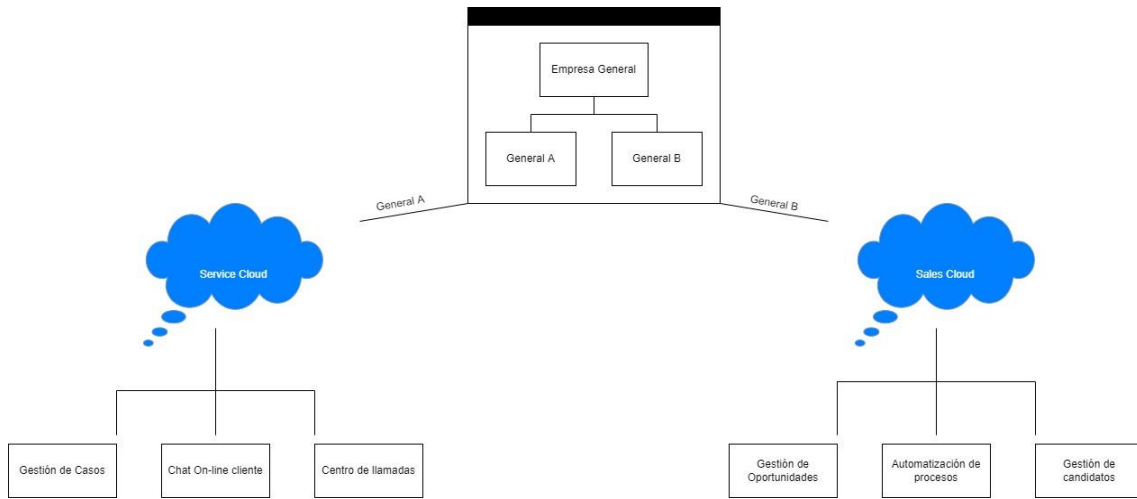 Empresa General
General A
General B
General A
General B
Service Cloud
Sales Cloud
Gestión de Casos
Chat On-line cliente
Centro de llamadas
Gestión de
Oportunidades
Automatización de
procesos
Gestión de
candidatos